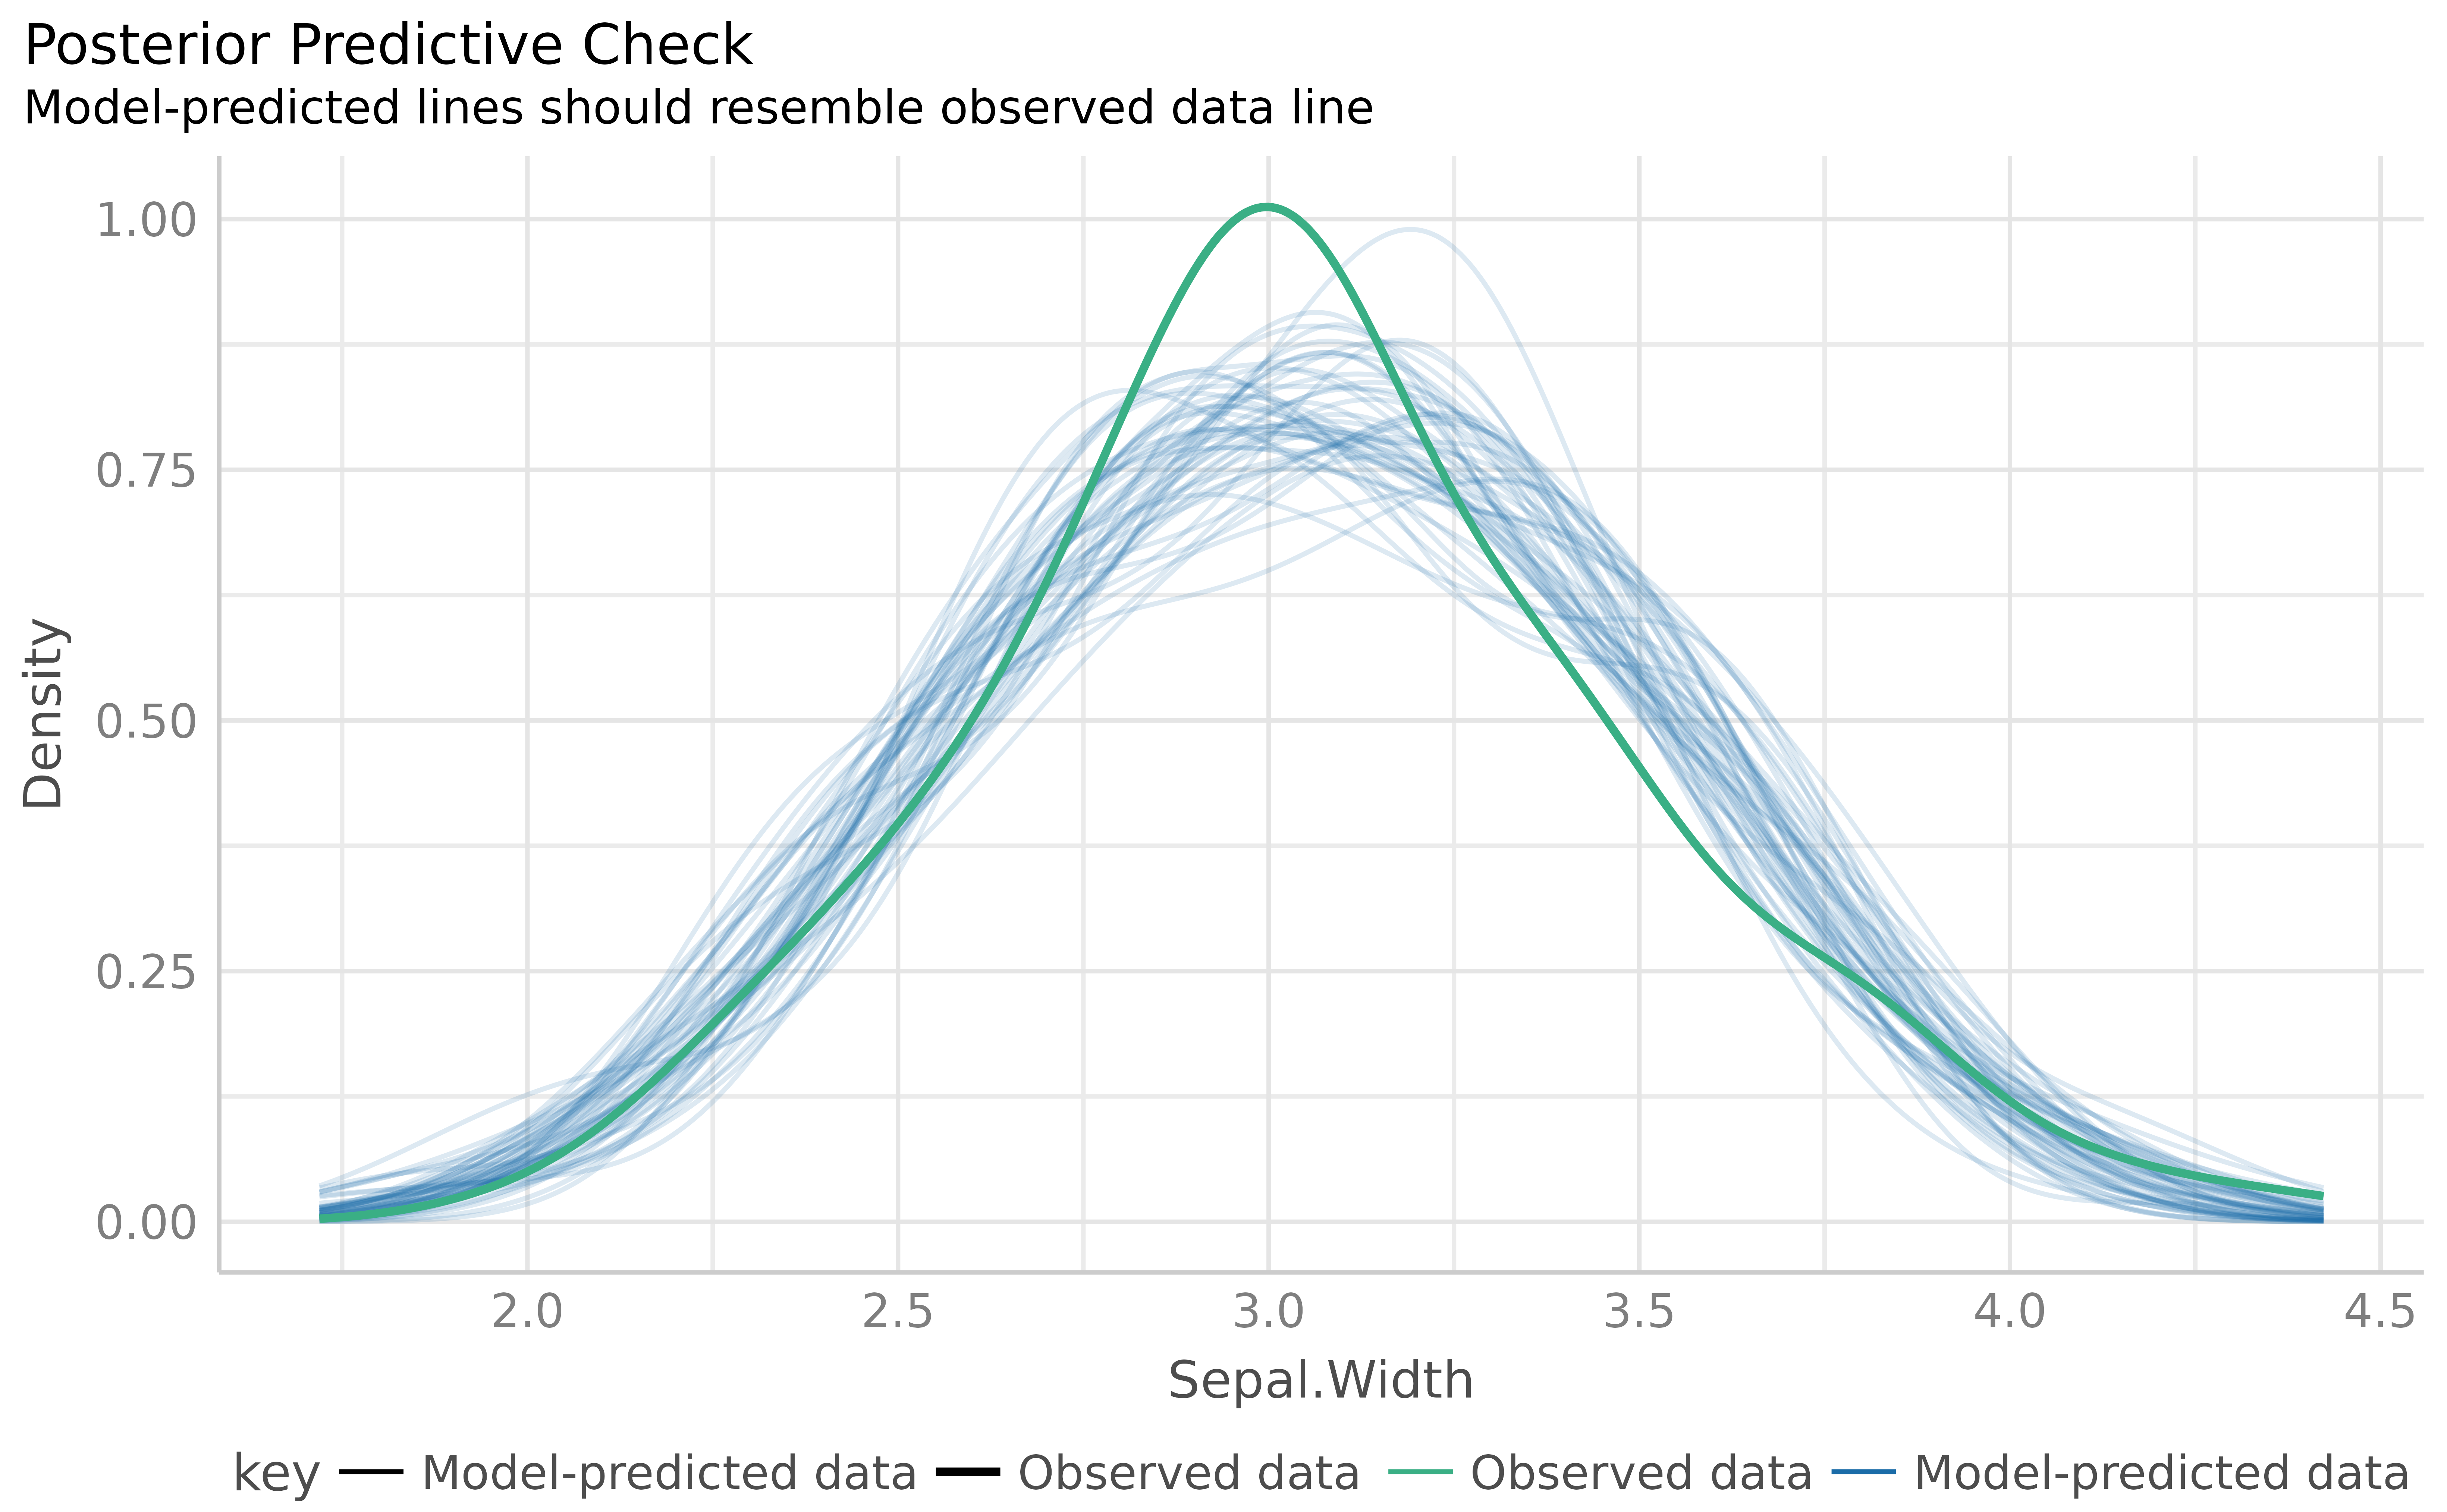 Posterior Predictive Check
Model-predicted lines should resemble observed data line
1.00
0.75
0.50
0.25
0.00
Density
2.0 2.5 3.0 3.5 4.0 4.5
Sepal.Width
key Model-predicted data Observed data Observed data Model-predicted data